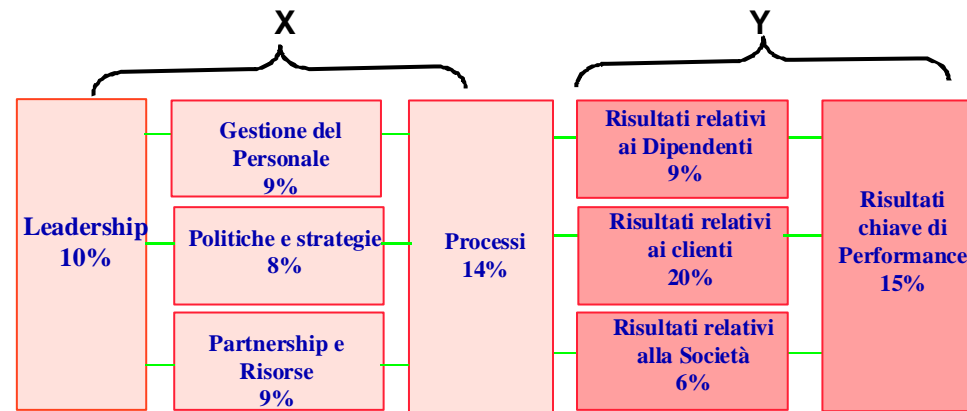 X
Y
Leadership
10%
Gestione del
Personale
9%
Politiche e strategie
8%
Partnership e
Risorse
9%
Processi
14%
Risultati relativi
ai Dipendenti
9%
Risultati relativi
ai clienti
20%
Risultati relativi
alla Società
6%
Risultati
chiave di
Performance
15%